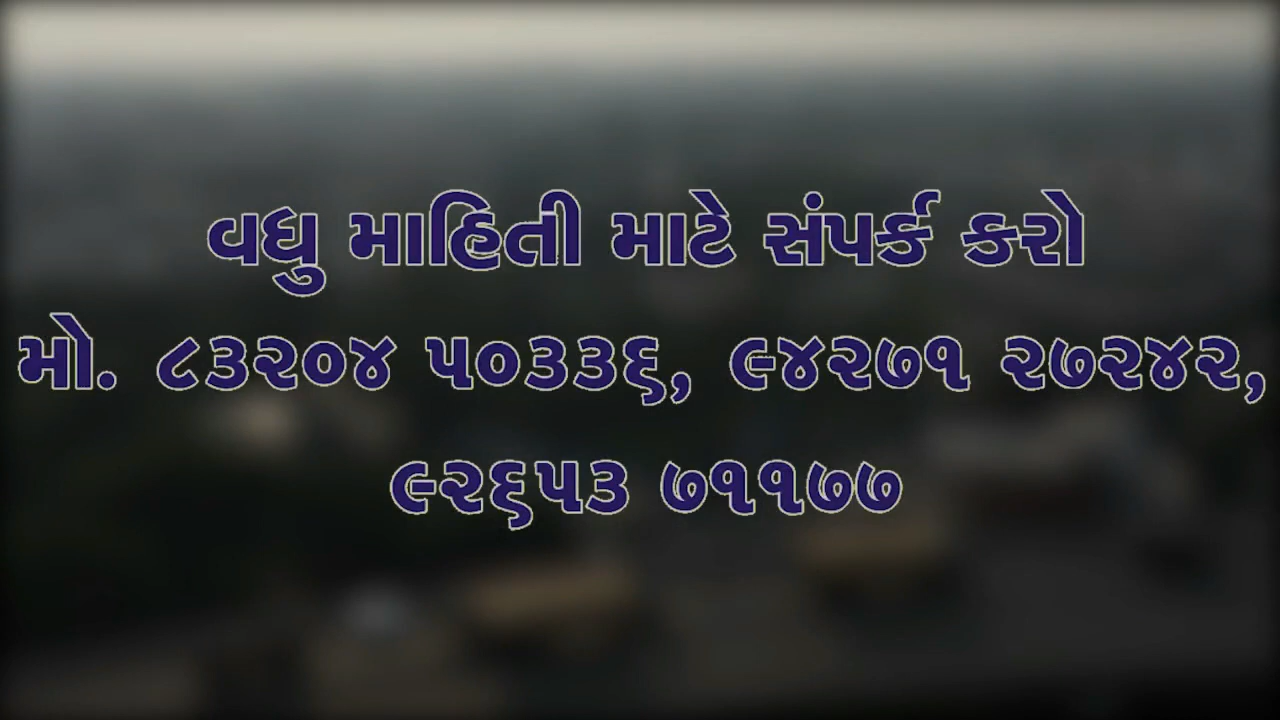 વધુ માહિતી માટે સંપર્ક કરો
મો. ૮૩૨૦૪ ૫૦૩૩૬, ૯૪૨૭૧ ૨૭૨૪૨,
૯૨૬૫૩ ૭૧૧૭૭